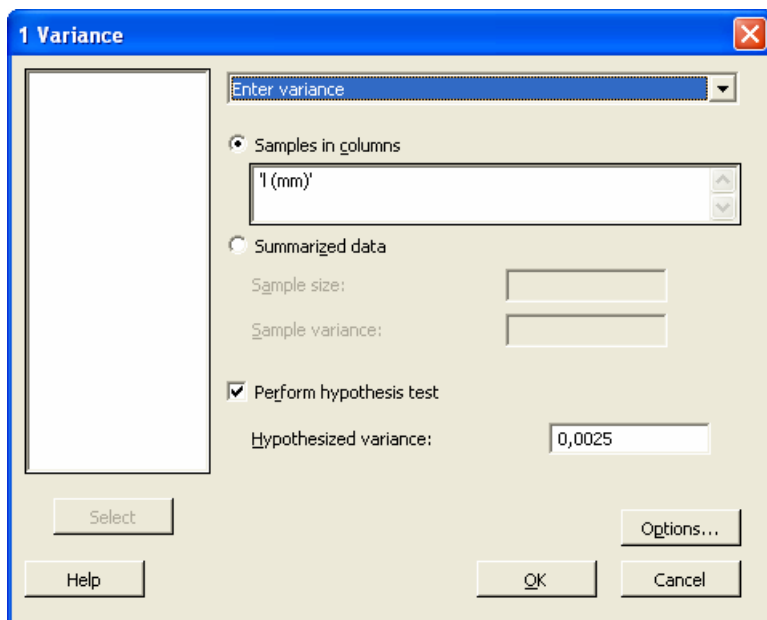 1 Variance
Enter variance
Samples in columns
'l (mm)'
Summarized data
Sample size:
Sample variance:
Perform hypothesis test
Hypothesized variance:
0,0025
Select
Options...
Help
OK
Cancel